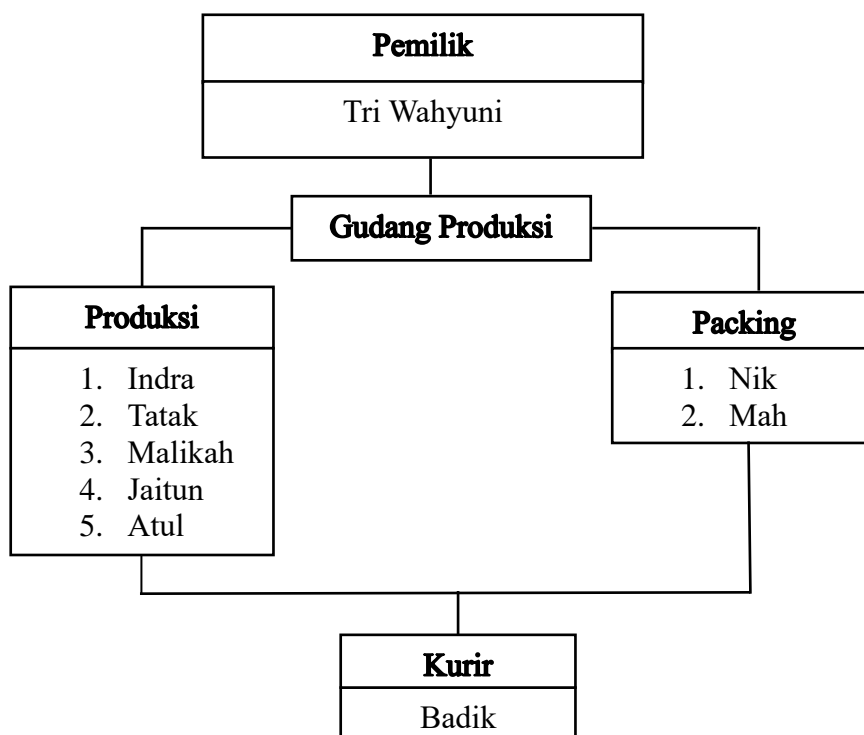 Pemilik
Tri Wahyuni
Gudang Produksi
Produksi
1. Indra
2. Tatak
3. Malikah
4. Jaitun
5. Atul
Packing
1. Nik
2. Mah
Kurir
Badik